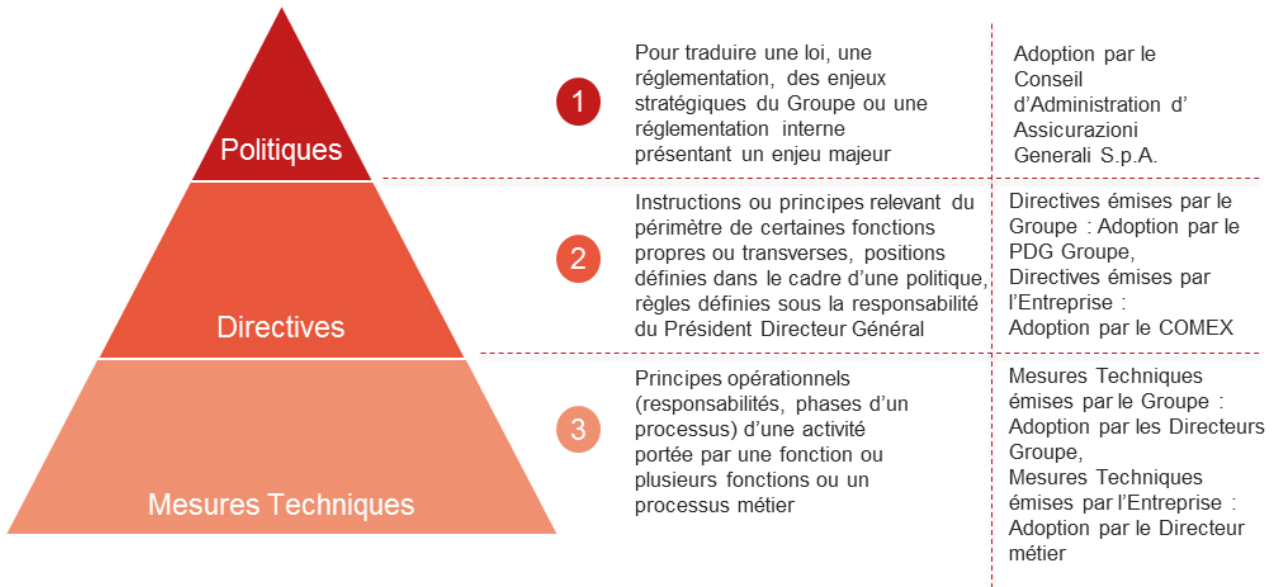 Politiques
1
Pour traduire une loi, une
réglementation, des enjeux
stratégiques du Groupe ou une
réglementation interne
présentant un enjeu majeur
Adoption par le
Conseil
d’Administration d’
Assicurazioni
Generali S.p.A.
Directives
2
Instructions ou principes relevant du
périmètre de certaines fonctions
propres ou transverses, positions
définies dans le cadre d’une politique,
règles définies sous la responsabilité
du Président Directeur Général
Directives émises par le
Groupe : Adoption par le
PDG Groupe,
Directives émises par
l’Entreprise :
Adoption par le COMEX
Mesures Techniques
3
Principes opérationnels
(responsabilités, phases d’un
processus) d’une activité
portée par une fonction ou
plusieurs fonctions ou un
processus métier
Mesures Techniques
émises par le Groupe :
Adoption par les Directeurs
Groupe,
Mesures Techniques
émises par l’Entreprise :
Adoption par le Directeur
métier